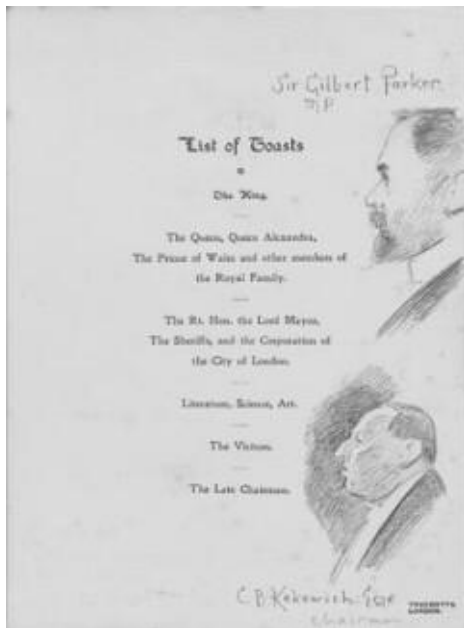 Sir Gilbert Parker
M.P.
List of Toasts
The King.
The Queen, Queen Alexandra,
The Prince of Wales and other members of
the Royal Family.
The Rt. Hon. the Lord Mayor,
The Sheriffs, and the Corporation of
the City of London.
Literature, Science, Art.
The Visitors.
The Late Chairman.
C B Kekewich Esqr
Chairman
LONDON.